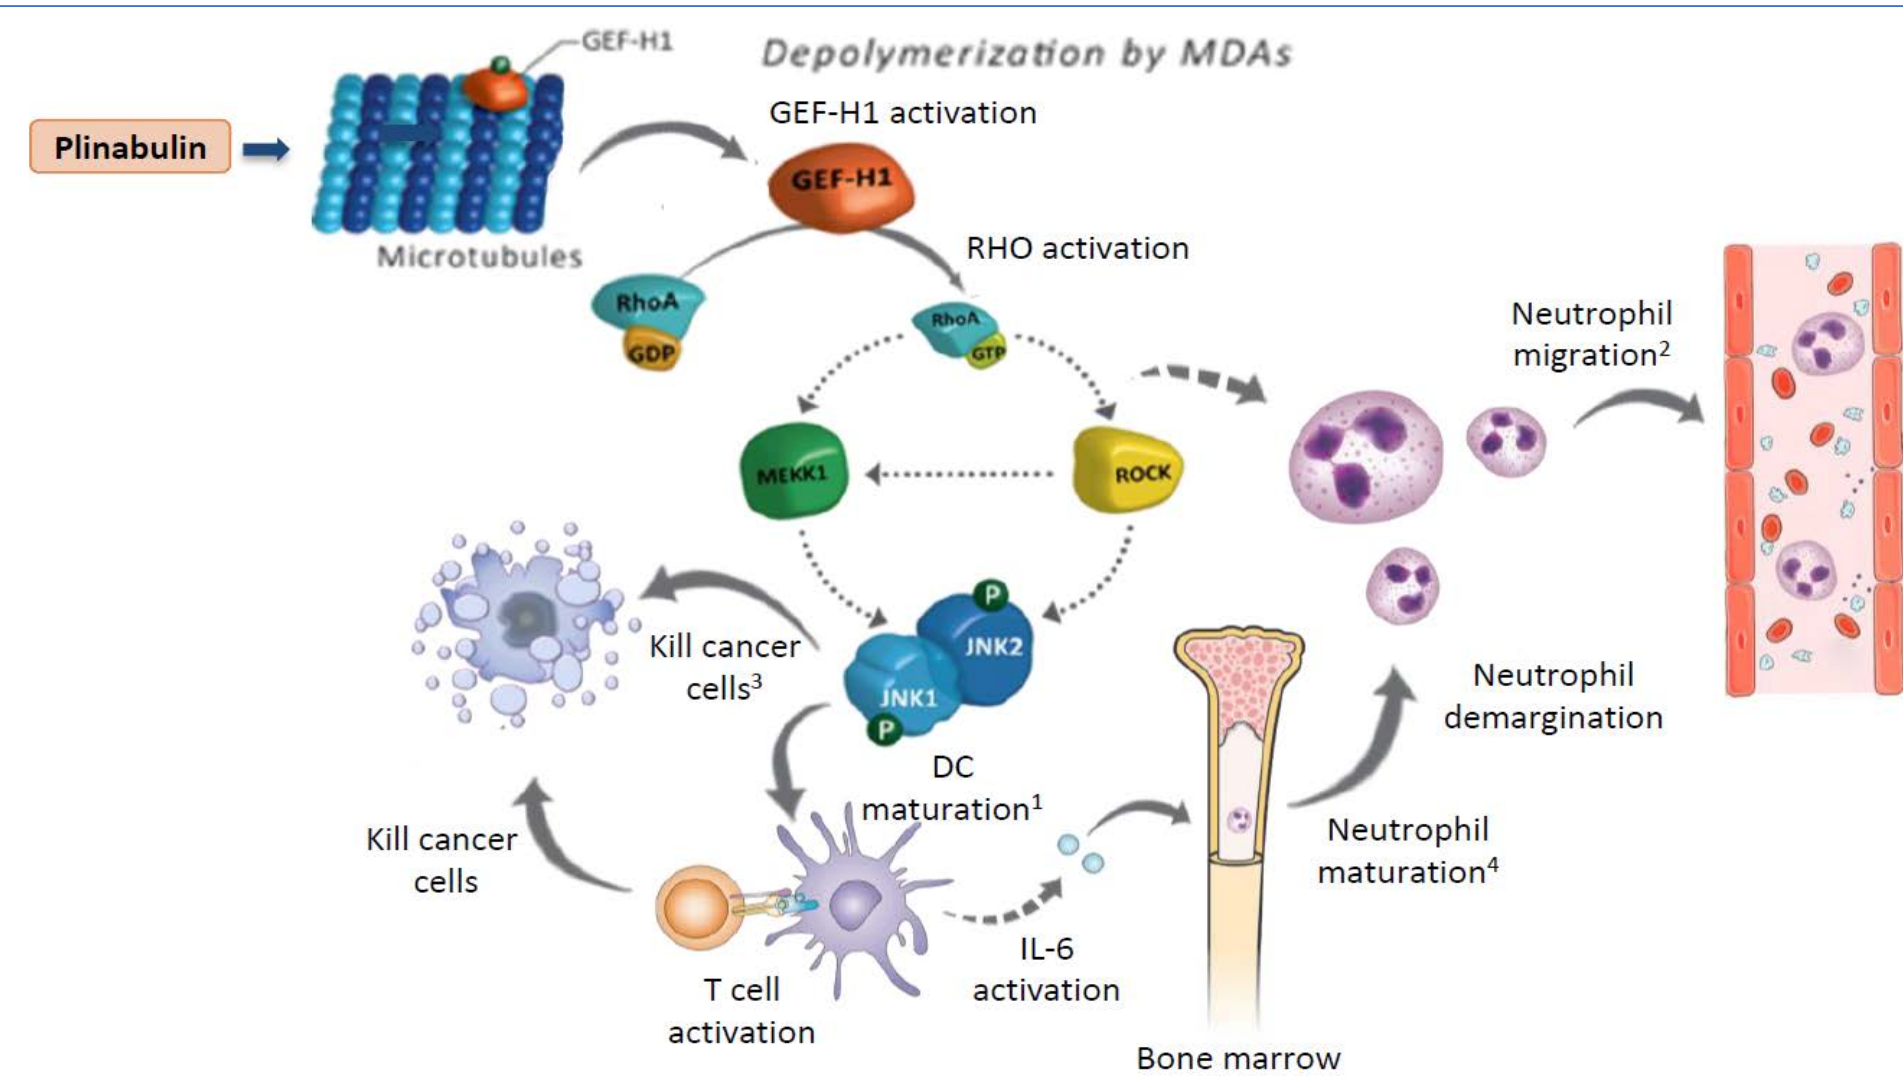 GEF-H1
Depolymerization by MDAs
GEF-H1 activation
Plinabulin
GEF-H1
Microtubules
RHO activation
RhoA
GDP
RhoA
GTP
Neutrophil
migration²
MEKK1
ROCK
P
JNK2
JNK1
P
Kill cancer
cells³
Neutrophil
demargination
DC
maturation¹
Kill cancer
cells
Neutrophil
maturation⁴
IL-6
activation
T cell
activation
Bone marrow